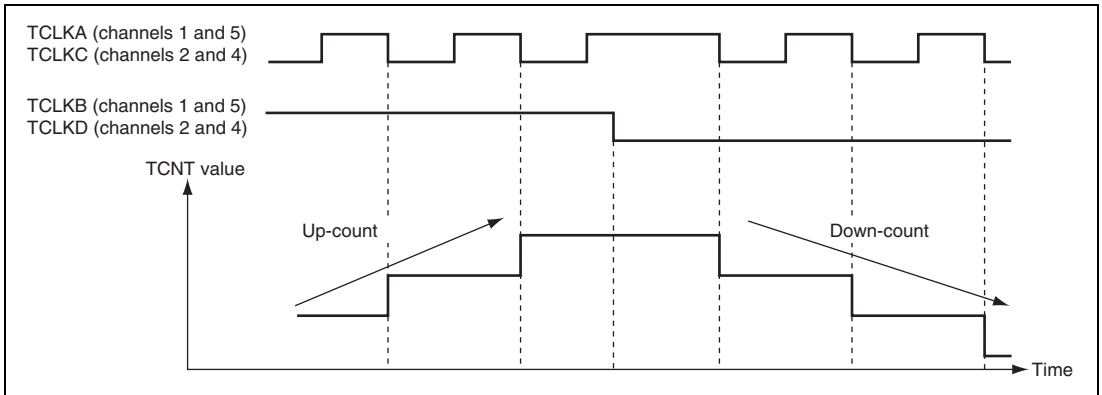 TCLKA (channels 1 and 5)
TCLKC (channels 2 and 4)
TCLKB (channels 1 and 5)
TCLKD (channels 2 and 4)
TCNT value
Up-count
Down-count
Time